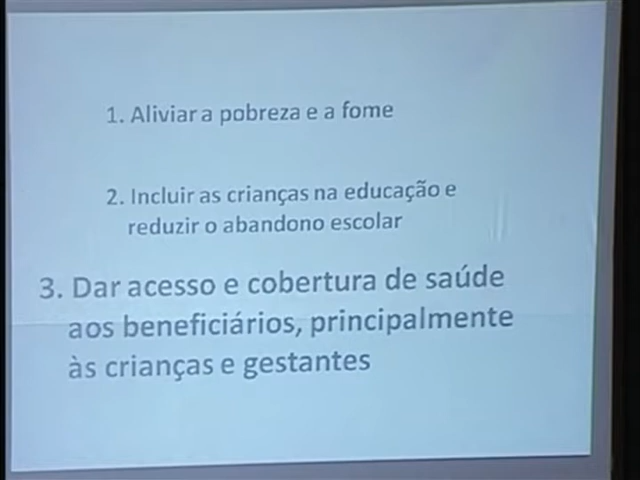 1. Aliviar a pobreza e a fome
2. Incluir as crianças na educação e
reduzir o abandono escolar
3. Dar acesso e cobertura de saúde
aos beneficiários, principalmente
às crianças e gestantes